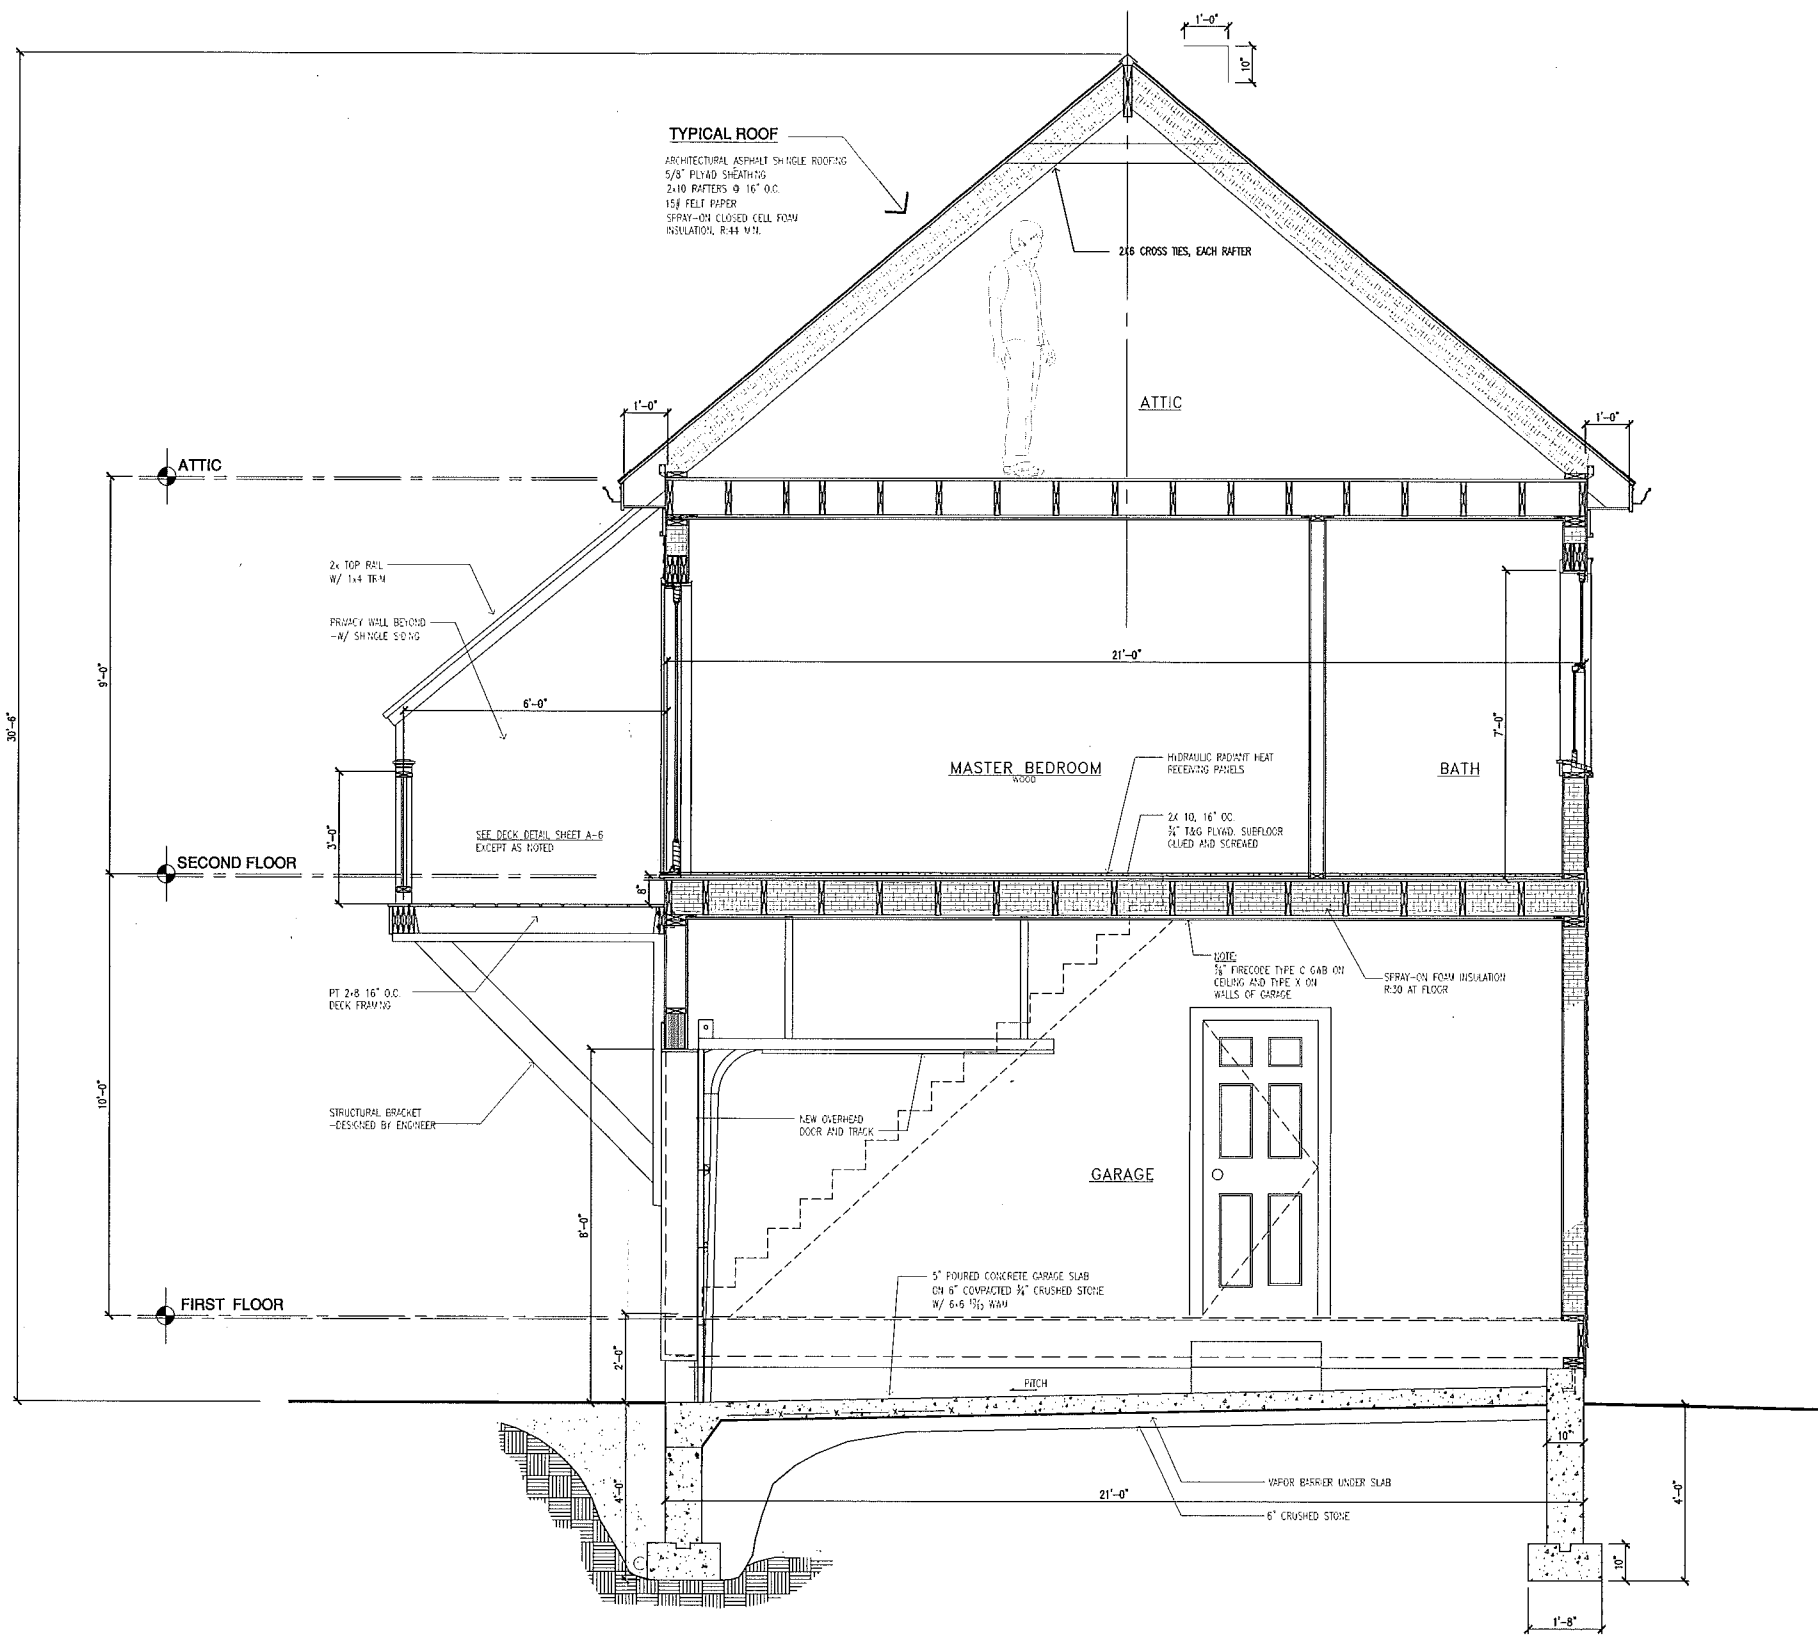 1'-0"
10"
TYPICAL ROOF
ARCHITECTURAL ASPHALT SHINGLE ROOFING
5/8" PLYWD SHEATHING
2x10 RAFTERS @ 16" O.C.
15# FELT PAPER
SPRAY-ON CLOSED CELL FOAM
INSULATION, R:44 MIN.
2X6 CROSS TIES, EACH RAFTER
ATTIC
1'-0"
1'-0"
ATTIC
2x TOP RAIL
W/ 1x4 TRIM
PRIVACY WALL BEYOND
-W/ SHINGLE SIDING
9'-0"
30'-6"
6'-0"
21'-0"
7'-0"
MASTER BEDROOM
WOOD
HYDRAULIC RADIANT HEAT
RECEIVING PANELS
BATH
2X 10, 16" OC.
3/4" T&G PLYWD. SUBFLOOR
GLUED AND SCREWED
3'-0"
SEE DECK DETAIL SHEET A-6
EXCEPT AS NOTED
SECOND FLOOR
8"
NOTE:
5/8" FIRECODE TYPE C GWB ON
CEILING AND TYPE X ON
WALLS OF GARAGE
SPRAY-ON FOAM INSULATION
R:30 AT FLOOR
PT 2x8 16" O.C.
DECK FRAMING
10'-0"
STRUCTURAL BRACKET
-DESIGNED BY ENGINEER
NEW OVERHEAD
DOOR AND TRACK
GARAGE
8'-0"
5" POURED CONCRETE GARAGE SLAB
ON 6" COMPACTED 3/4" CRUSHED STONE
W/ 6x6 WWM
FIRST FLOOR
2'-0"
PITCH
10"
VAPOR BARRIER UNDER SLAB
4'-0"
21'-0"
4'-0"
6" CRUSHED STONE
10"
1'-8"